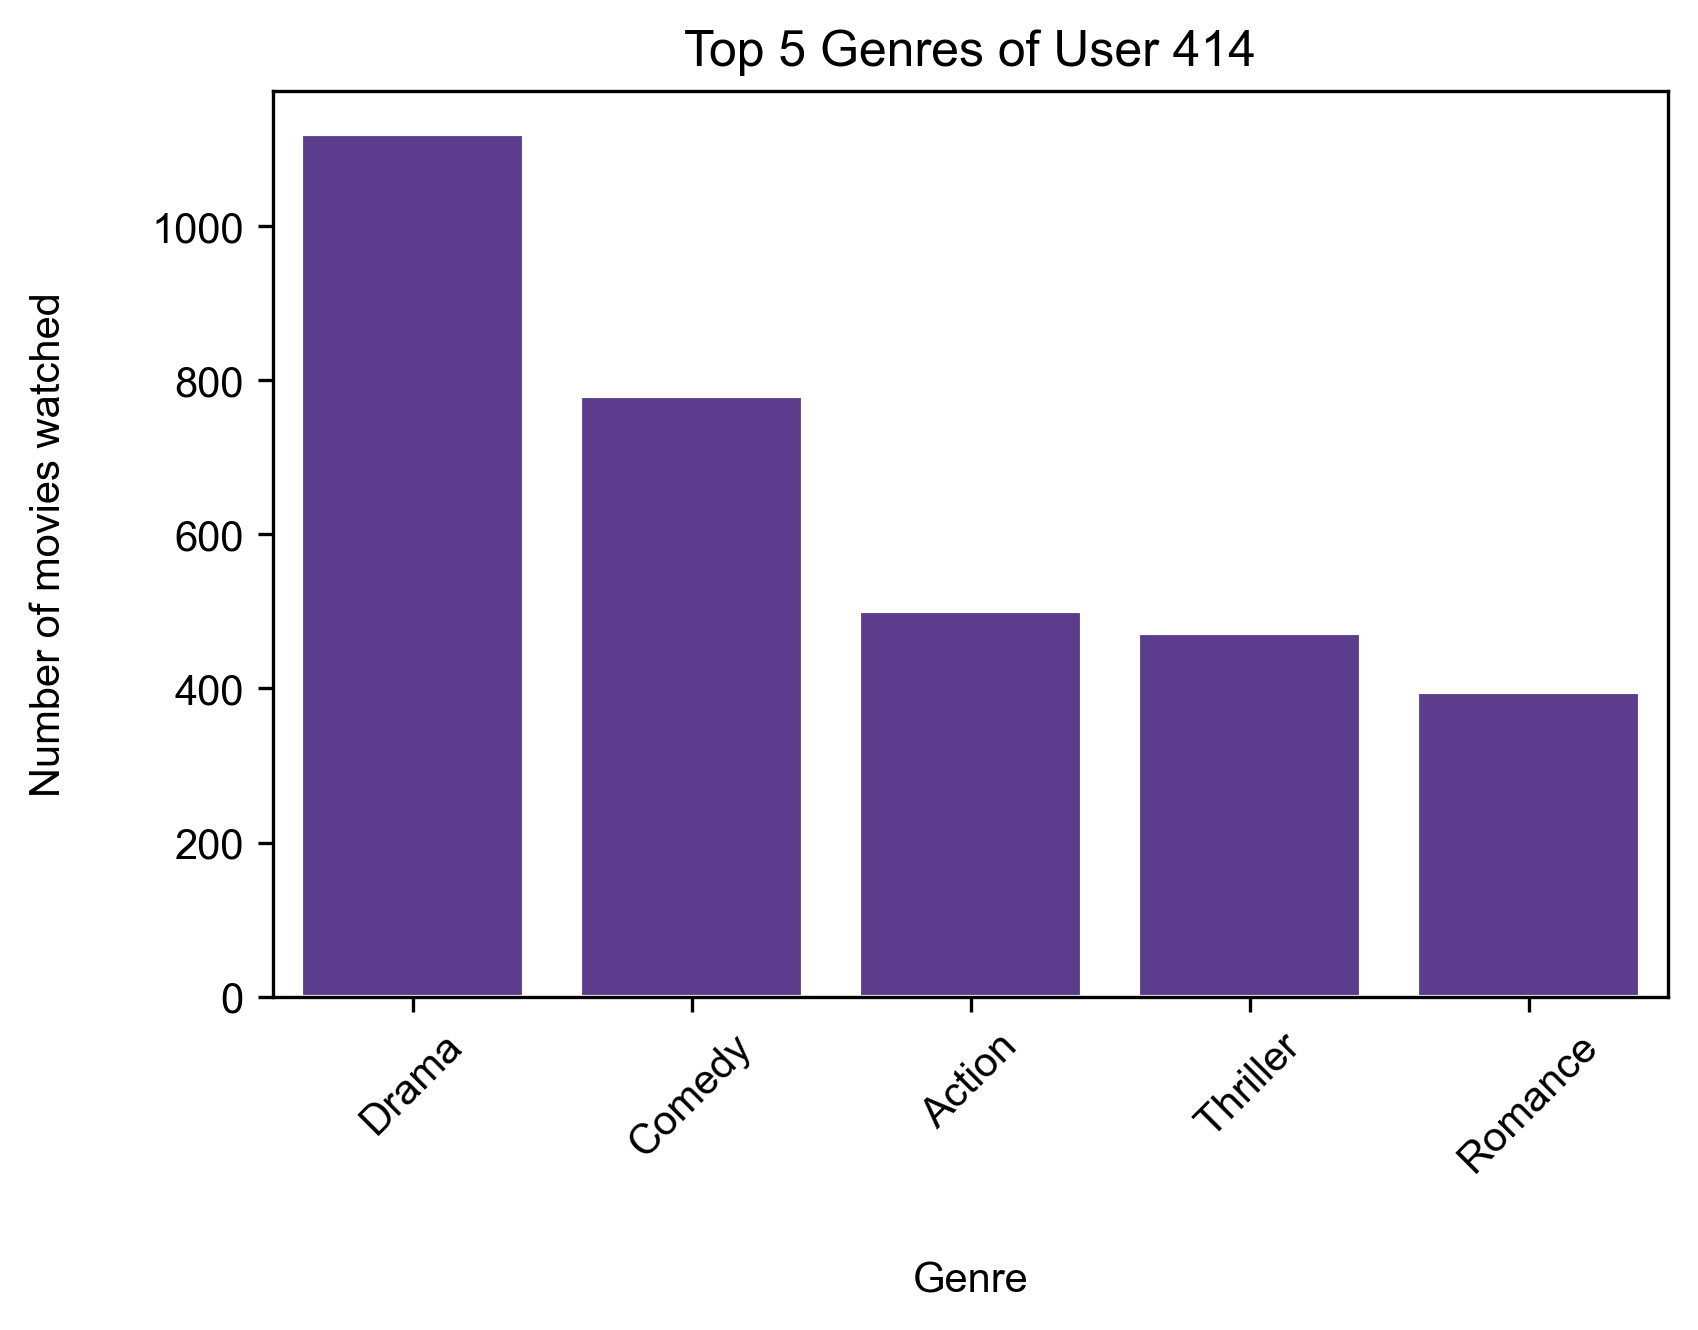 Top 5 Genres of User 414
Number of movies watched
1000
800
600
400
200
0
Drama
Comedy
Action
Thriller
Romance
Genre